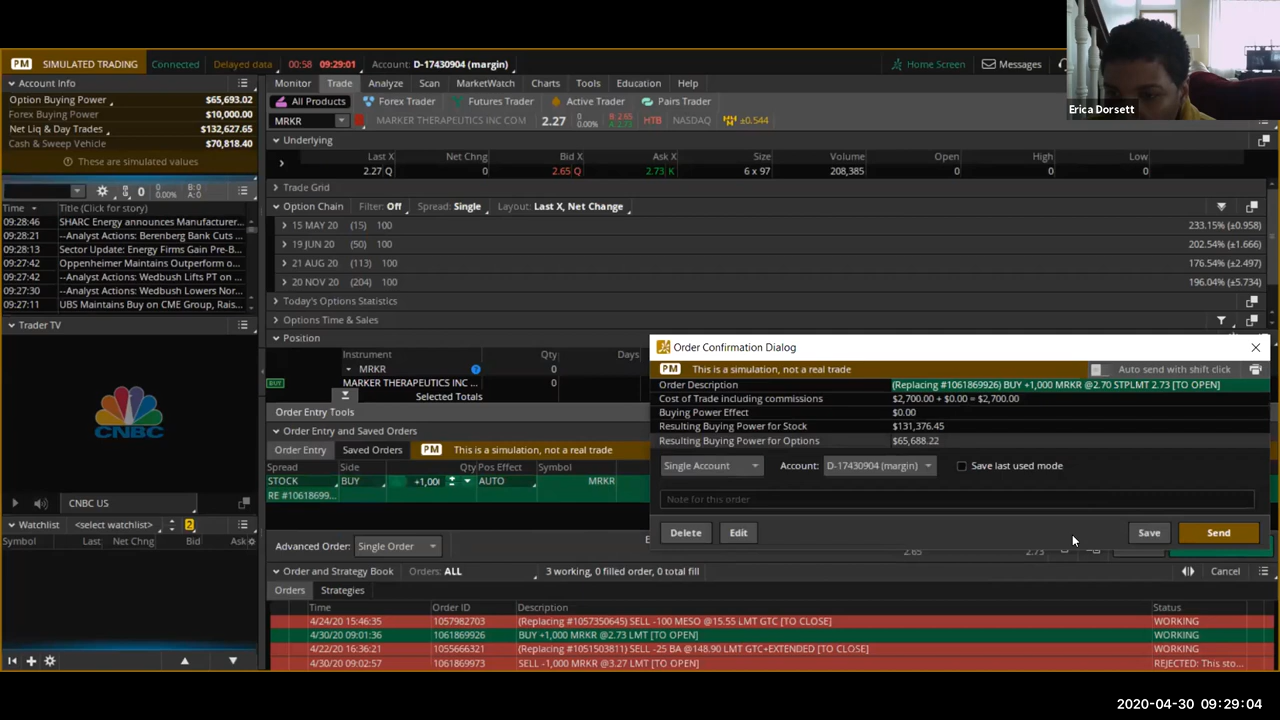 Erica Dorsett
PM SIMULATED TRADING Connected Delayed data 00:58 09:29:01 Account: D-17430904 (margin) Home Screen Messages
Account Info
Option Buying Power $65,693.02
Forex Buying Power $10,000.00
Net Liq & Day Trades $132,627.65
Cash & Sweep Vehicle $70,818.40
These are simulated values
0 0.00% B: 0 A: 0
Time Title (Click for story)
09:28:46 SHARC Energy announces Manufacturer...
09:28:21 --Analyst Actions: Berenberg Bank Cuts ...
09:28:13 Sector Update: Energy Firms Gain Pre-B...
09:27:42 Oppenheimer Maintains Outperform o...
09:27:42 --Analyst Actions: Wedbush Lifts PT on ...
09:27:30 --Analyst Actions: Wedbush Lowers Nor...
09:27:11 UBS Maintains Buy on CME Group, Rais...
Trader TV
CNBC
CNBC US
Watchlist <select watchlist> 2
Symbol Last Net Chng Bid Ask
Monitor Trade Analyze Scan MarketWatch Charts Tools Education Help
All Products Forex Trader Futures Trader Active Trader Pairs Trader
MRKR MARKER THERAPEUTICS INC COM 2.27 0 0.00% B: 2.65 A: 2.73 HTB NASDAQ ±0.544
Underlying
Last X Net Chng Bid X Ask X Size Volume Open High Low
2.27 Q 0 2.65 Q 2.73 K 6 x 97 208,385 0 0 0
Trade Grid
Option Chain Filter: Off Spread: Single Layout: Last X, Net Change
15 MAY 20 (15) 100 233.15% (±0.958)
19 JUN 20 (50) 100 202.54% (±1.666)
21 AUG 20 (113) 100 176.54% (±2.497)
20 NOV 20 (204) 100 196.04% (±5.734)
Today's Options Statistics
Options Time & Sales
Position
Instrument Qty Days
MRKR ? 0
BUY MARKER THERAPEUTICS INC ... 0
Selected Totals
Order Entry Tools
Order Entry and Saved Orders
Order Entry Saved Orders PM This is a simulation, not a real trade
Spread Side Qty Pos Effect Symbol
STOCK BUY +1,000 AUTO MRKR
RE #10618699...
Advanced Order: Single Order
2.65 2.73
Order Confirmation Dialog
PM This is a simulation, not a real trade Auto send with shift click
Order Description (Replacing #1061869926) BUY +1,000 MRKR @2.70 STPLMT 2.73 [TO OPEN]
Cost of Trade including commissions $2,700.00 + $0.00 = $2,700.00
Buying Power Effect $0.00
Resulting Buying Power for Stock $131,376.45
Resulting Buying Power for Options $65,688.22
Single Account Account: D-17430904 (margin) Save last used mode
Note for this order
Delete Edit Save Send
Order and Strategy Book Orders: ALL 3 working, 0 filled order, 0 total fill Cancel
Orders Strategies
Time Order ID Description Status
4/24/20 15:46:35 1057982703 (Replacing #1057350645) SELL -100 MESO @15.55 LMT GTC [TO CLOSE] WORKING
4/30/20 09:01:36 1061869926 BUY +1,000 MRKR @2.73 LMT [TO OPEN] WORKING
4/22/20 16:36:21 1055666321 (Replacing #1051503811) SELL -25 BA @148.90 LMT GTC+EXTENDED [TO CLOSE] WORKING
4/30/20 09:02:57 1061869973 SELL -1,000 MRKR @3.27 LMT [TO OPEN] REJECTED: This sto...
2020-04-30 09:29:04